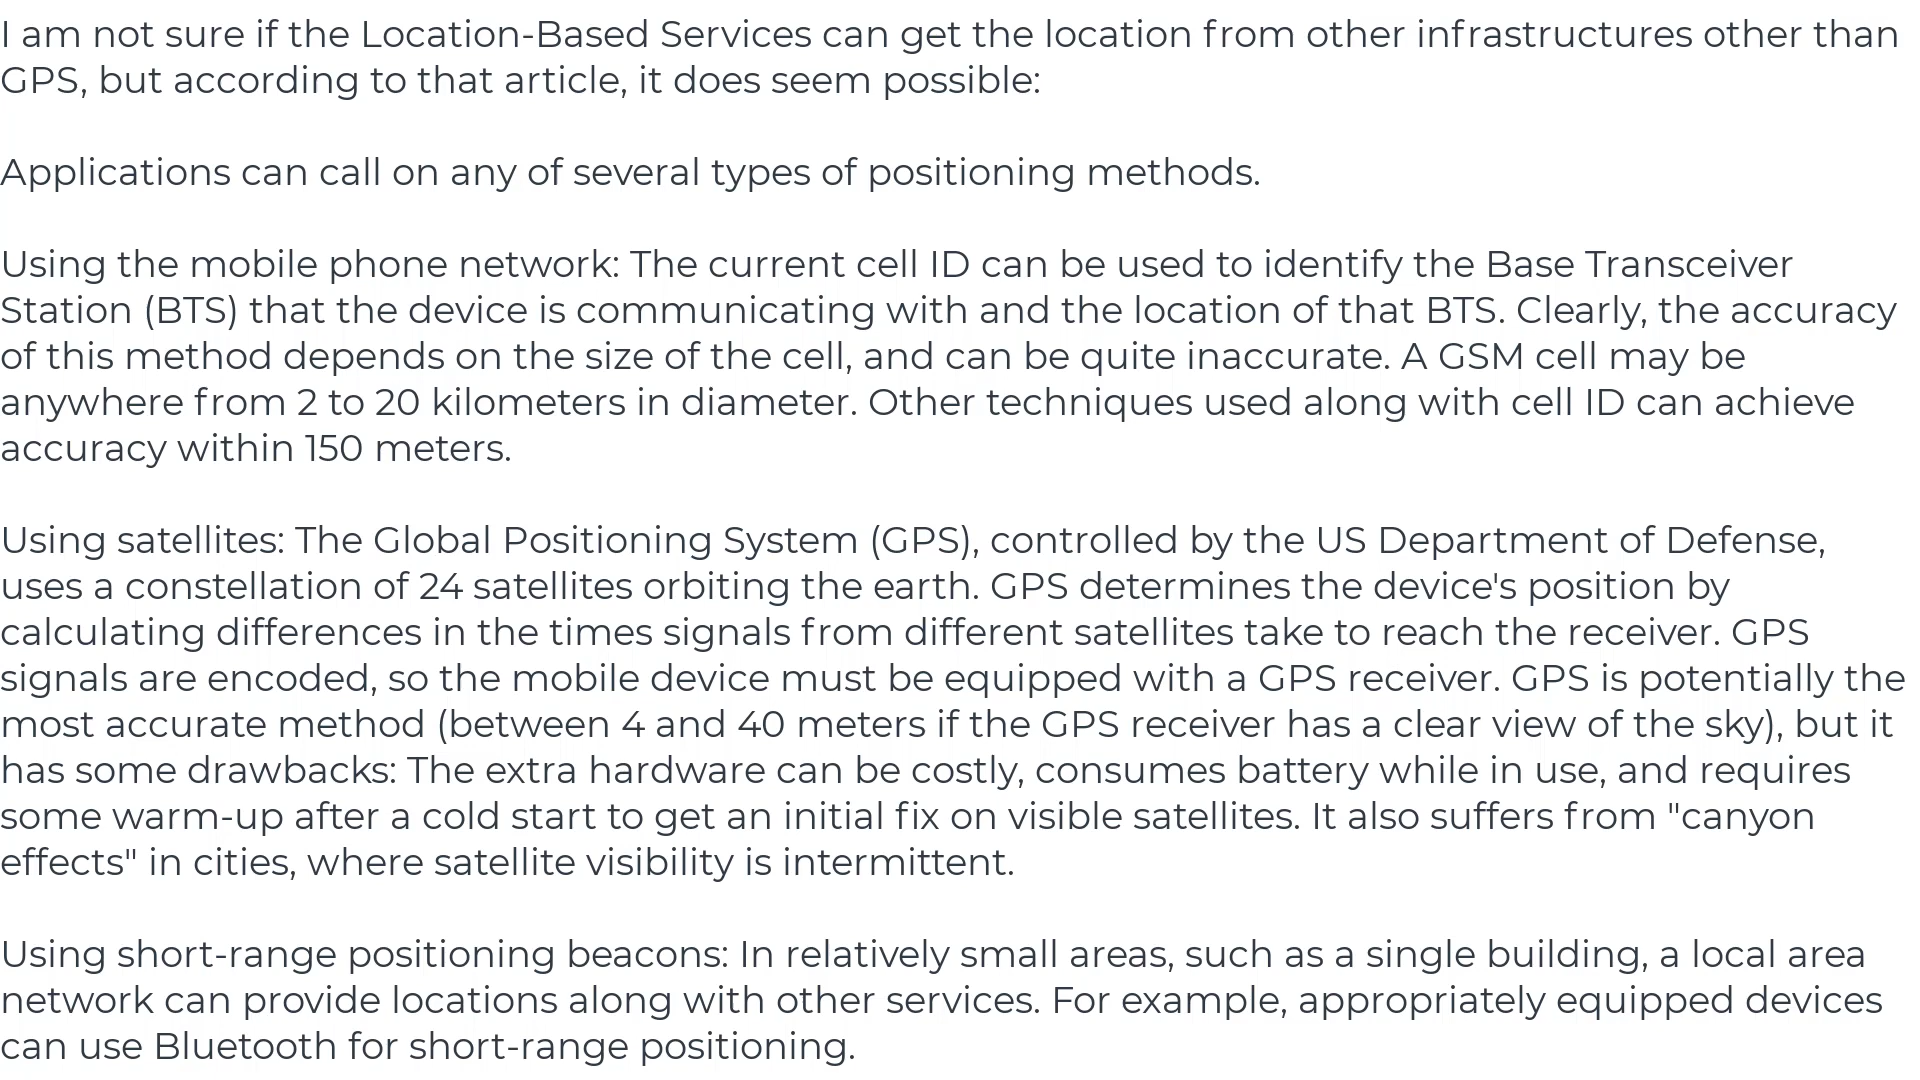 I am not sure if the Location-Based Services can get the location from other infrastructures other than
GPS, but according to that article, it does seem possible:
Applications can call on any of several types of positioning methods.
Using the mobile phone network: The current cell ID can be used to identify the Base Transceiver
Station (BTS) that the device is communicating with and the location of that BTS. Clearly, the accuracy
of this method depends on the size of the cell, and can be quite inaccurate. A GSM cell may be
anywhere from 2 to 20 kilometers in diameter. Other techniques used along with cell ID can achieve
accuracy within 150 meters.
Using satellites: The Global Positioning System (GPS), controlled by the US Department of Defense,
uses a constellation of 24 satellites orbiting the earth. GPS determines the device's position by
calculating differences in the times signals from different satellites take to reach the receiver. GPS
signals are encoded, so the mobile device must be equipped with a GPS receiver. GPS is potentially the
most accurate method (between 4 and 40 meters if the GPS receiver has a clear view of the sky), but it
has some drawbacks: The extra hardware can be costly, consumes battery while in use, and requires
some warm-up after a cold start to get an initial fix on visible satellites. It also suffers from "canyon
effects" in cities, where satellite visibility is intermittent.
Using short-range positioning beacons: In relatively small areas, such as a single building, a local area
network can provide locations along with other services. For example, appropriately equipped devices
can use Bluetooth for short-range positioning.